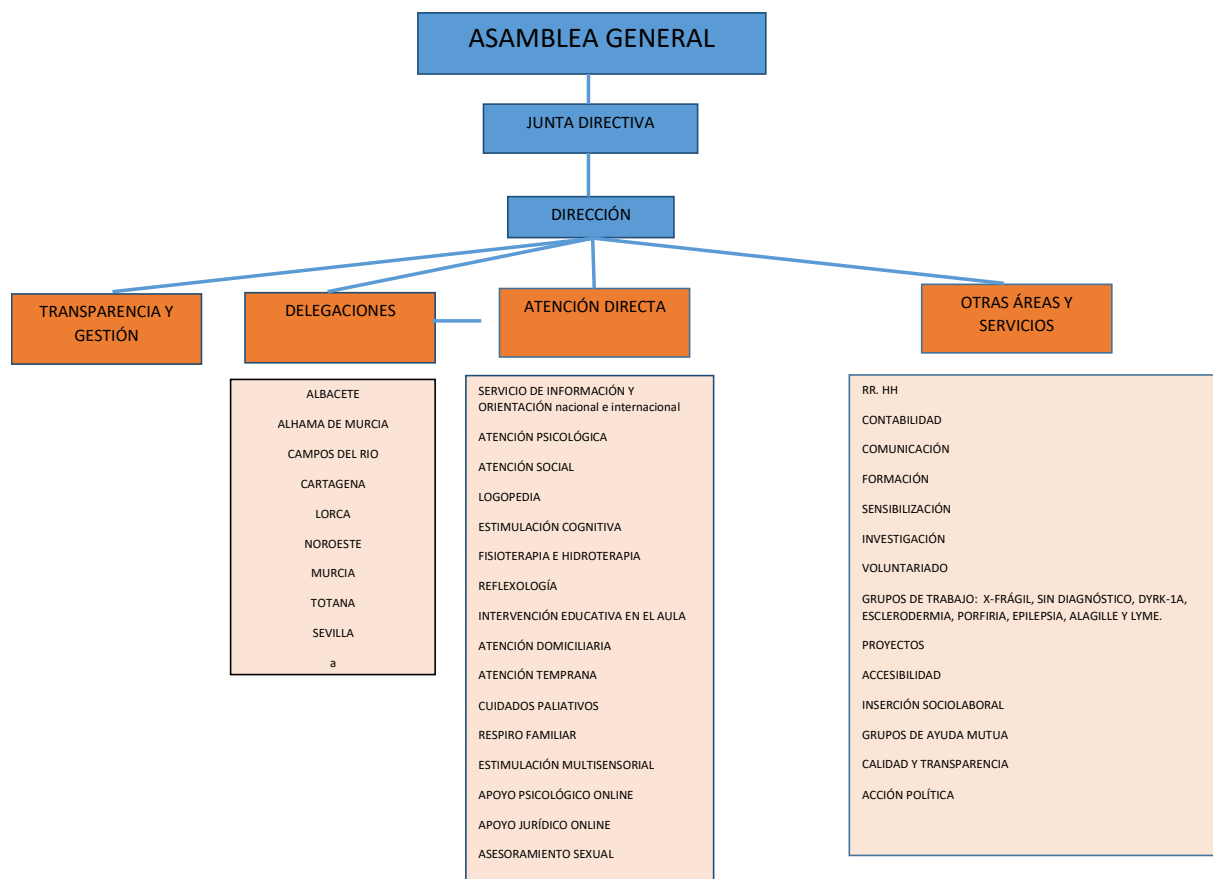 ASAMBLEA GENERAL
JUNTA DIRECTIVA
DIRECCIÓN
TRANSPARENCIA Y
GESTIÓN
DELEGACIONES
ATENCIÓN DIRECTA
OTRAS ÁREAS Y
SERVICIOS
ALBACETE
ALHAMA DE MURCIA
CAMPOS DEL RIO
CARTAGENA
LORCA
NOROESTE
MURCIA
TOTANA
SEVILLA
a
SERVICIO DE INFORMACIÓN Y
ORIENTACIÓN nacional e internacional
ATENCIÓN PSICOLÓGICA
ATENCIÓN SOCIAL
LOGOPEDIA
ESTIMULACIÓN COGNITIVA
FISIOTERAPIA E HIDROTERAPIA
REFLEXOLOGÍA
INTERVENCIÓN EDUCATIVA EN EL AULA
ATENCIÓN DOMICILIARIA
ATENCIÓN TEMPRANA
CUIDADOS PALIATIVOS
RESPIRO FAMILIAR
ESTIMULACIÓN MULTISENSORIAL
APOYO PSICOLÓGICO ONLINE
APOYO JURÍDICO ONLINE
ASESORAMIENTO SEXUAL
RR. HH
CONTABILIDAD
COMUNICACIÓN
FORMACIÓN
SENSIBILIZACIÓN
INVESTIGACIÓN
VOLUNTARIADO
GRUPOS DE TRABAJO: X-FRÁGIL, SIN DIAGNÓSTICO, DYRK-1A,
ESCLERODERMIA, PORFIRIA, EPILEPSIA, ALAGILLE Y LYME.
PROYECTOS
ACCESIBILIDAD
INSERCIÓN SOCIOLABORAL
GRUPOS DE AYUDA MUTUA
CALIDAD Y TRANSPARENCIA
ACCIÓN POLÍTICA